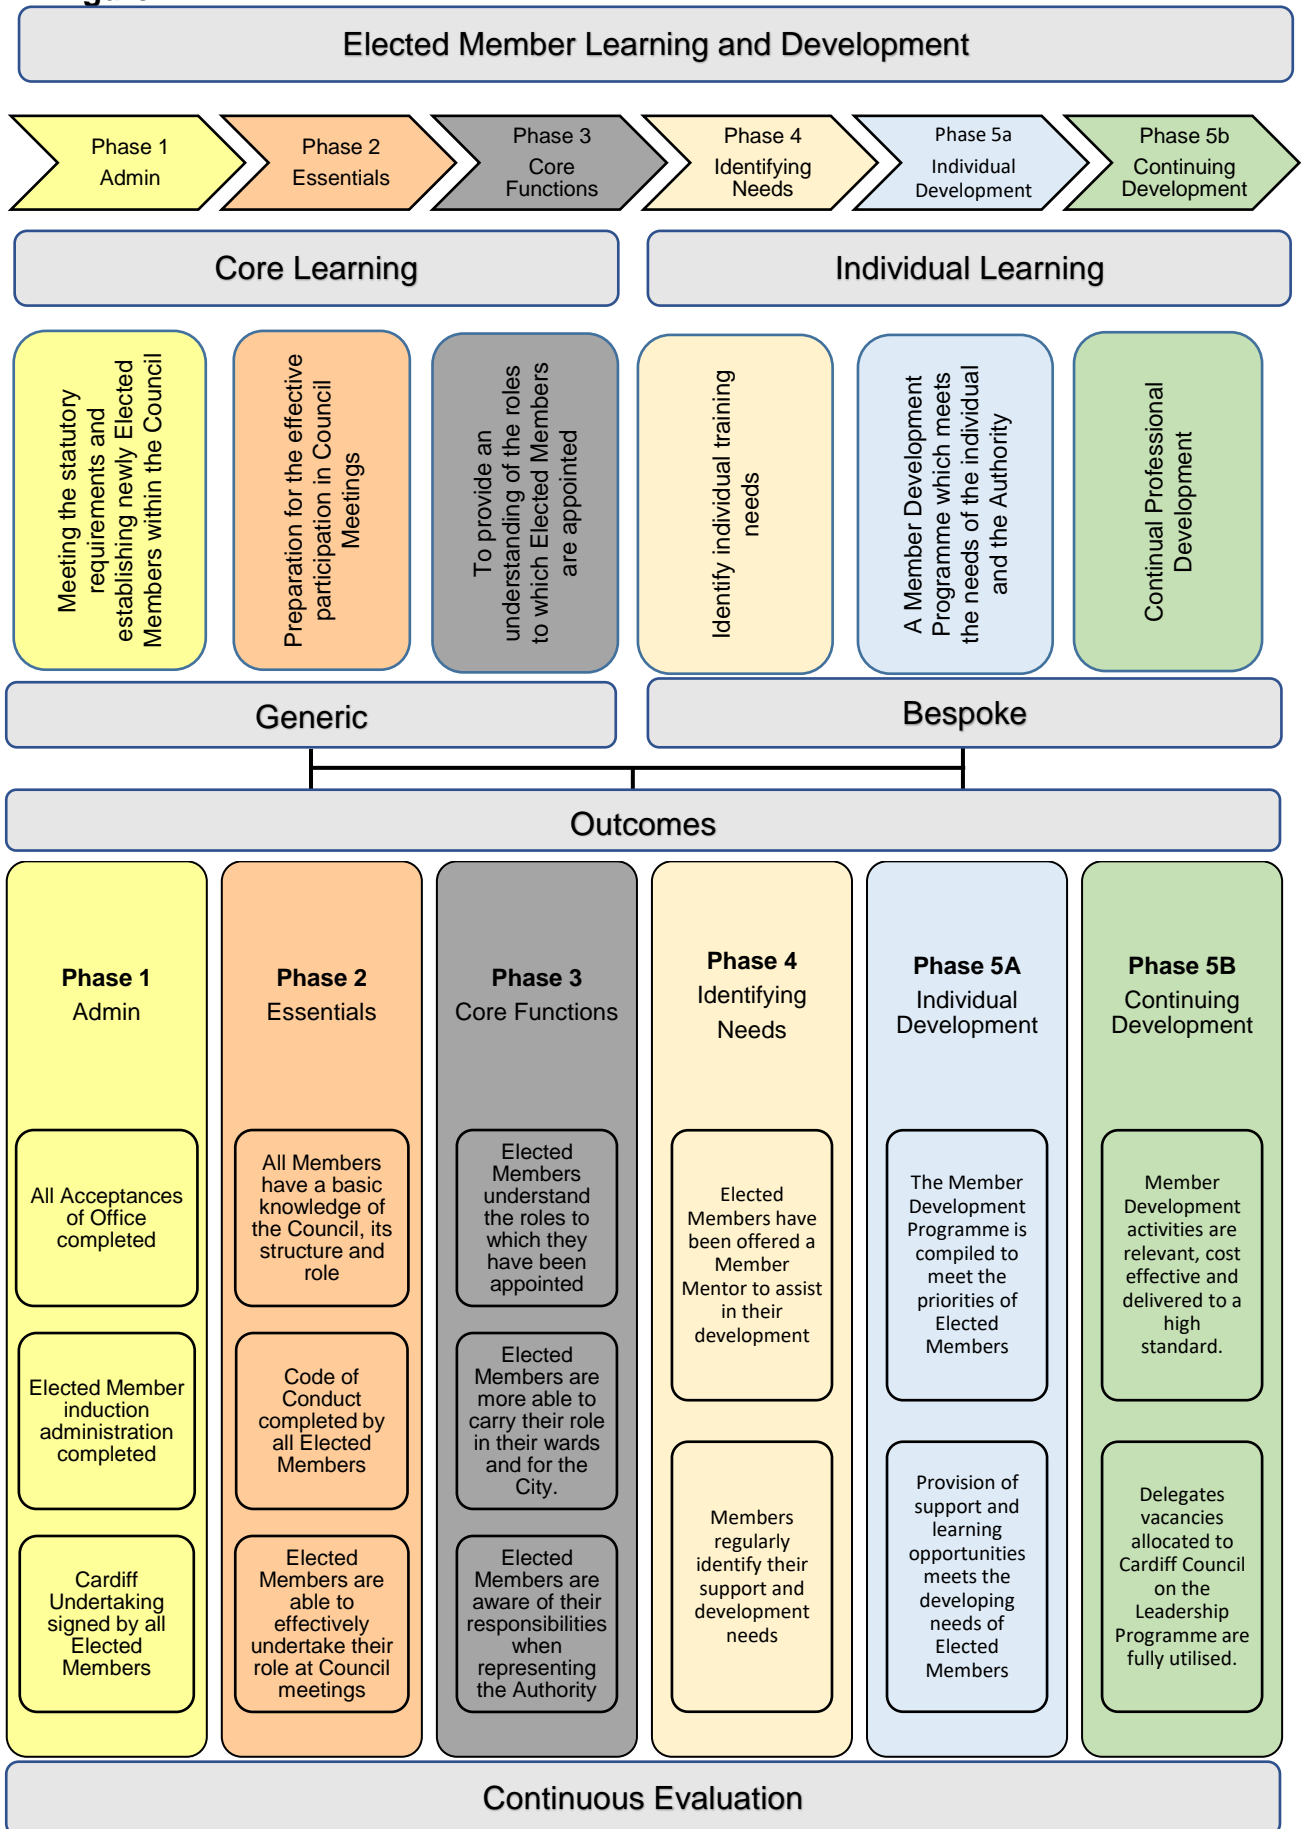 Elected Member Learning and Development
Phase 1
Admin
Phase 2
Essentials
Phase 3
Core
Functions
Phase 4
Identifying
Needs
Phase 5a
Individual
Development
Phase 5b
Continuing
Development
Core Learning
Individual Learning
Meeting the statutory
requirements and
establishing newly Elected
Members within the Council
Preparation for the effective
participation in Council
Meetings
To provide an
understanding of the roles
to which Elected Members
are appointed
Identify individual training
needs
A Member Development
Programme which meets
the needs of the individual
and the Authority
Continual Professional
Development
Generic
Bespoke
Outcomes
Phase 1
Admin
All Acceptances
of Office
completed
Elected Member
induction
administration
completed
Cardiff
Undertaking
signed by all
Elected
Members
Phase 2
Essentials
All Members
have a basic
knowledge of
the Council, its
structure and
role
Code of
Conduct
completed by
all Elected
Members
Elected
Members are
able to
effectively
undertake their
role at Council
meetings
Phase 3
Core Functions
Elected
Members
understand
the roles to
which they
have been
appointed
Elected
Members are
more able to
carry their role
in their wards
and for the
City.
Elected
Members are
aware of their
responsibilities
when
representing
the Authority
Phase 4
Identifying
Needs
Elected
Members have
been offered a
Member
Mentor to assist
in their
development
Members
regularly
identify their
support and
development
needs
Phase 5A
Individual
Development
The Member
Development
Programme is
compiled to
meet the
priorities of
Elected
Members
Provision of
support and
learning
opportunities
meets the
developing
needs of
Elected
Members
Phase 5B
Continuing
Development
Member
Development
activities are
relevant, cost
effective and
delivered to a
high
standard.
Delegates
vacancies
allocated to
Cardiff Council
on the
Leadership
Programme are
fully utilised.
Continuous Evaluation